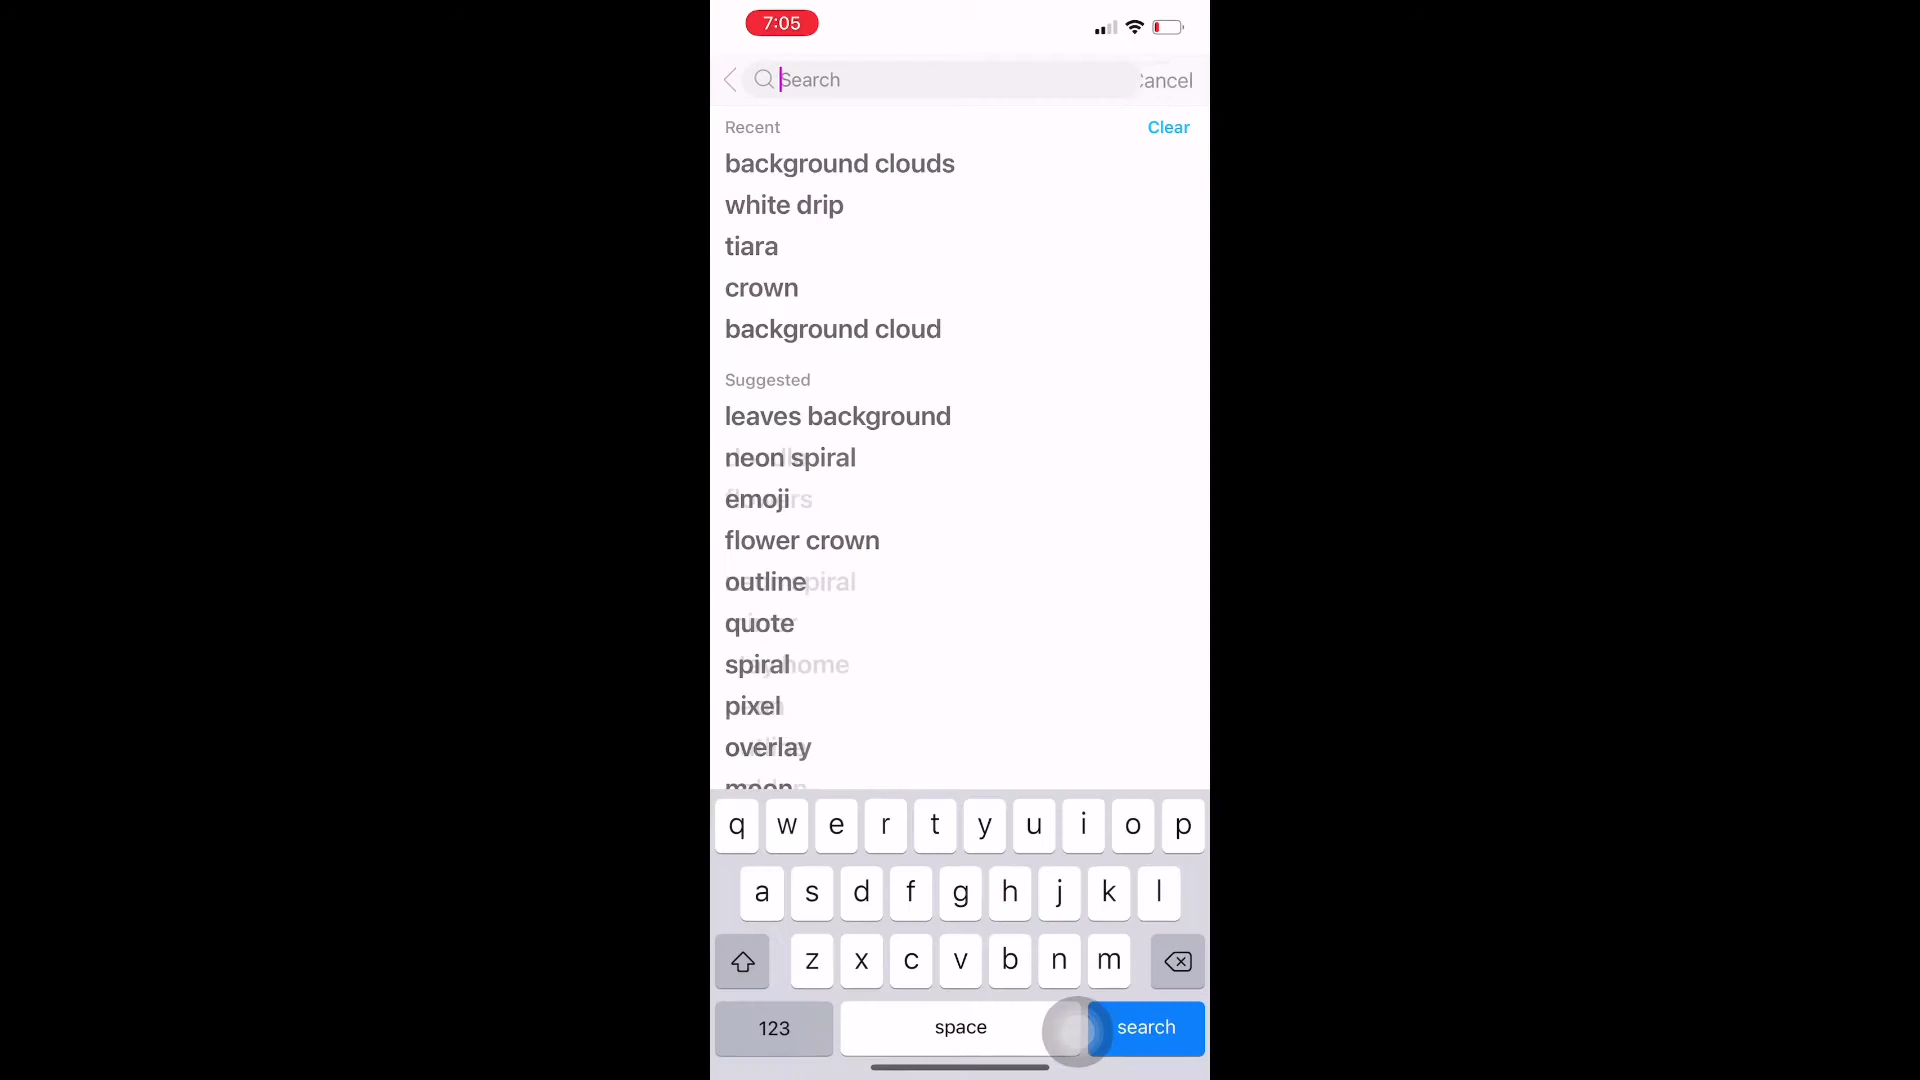 7:05
Search
Recent
Clear
background clouds
white drip
tiara
crown
background cloud
Suggested
leaves background
neon spiral
emoji
flower crown
outline
quote
spiral
pixel
overlay
q w e r t y u i o p
a s d f g h j k l
z x c v b n m
123
space
search